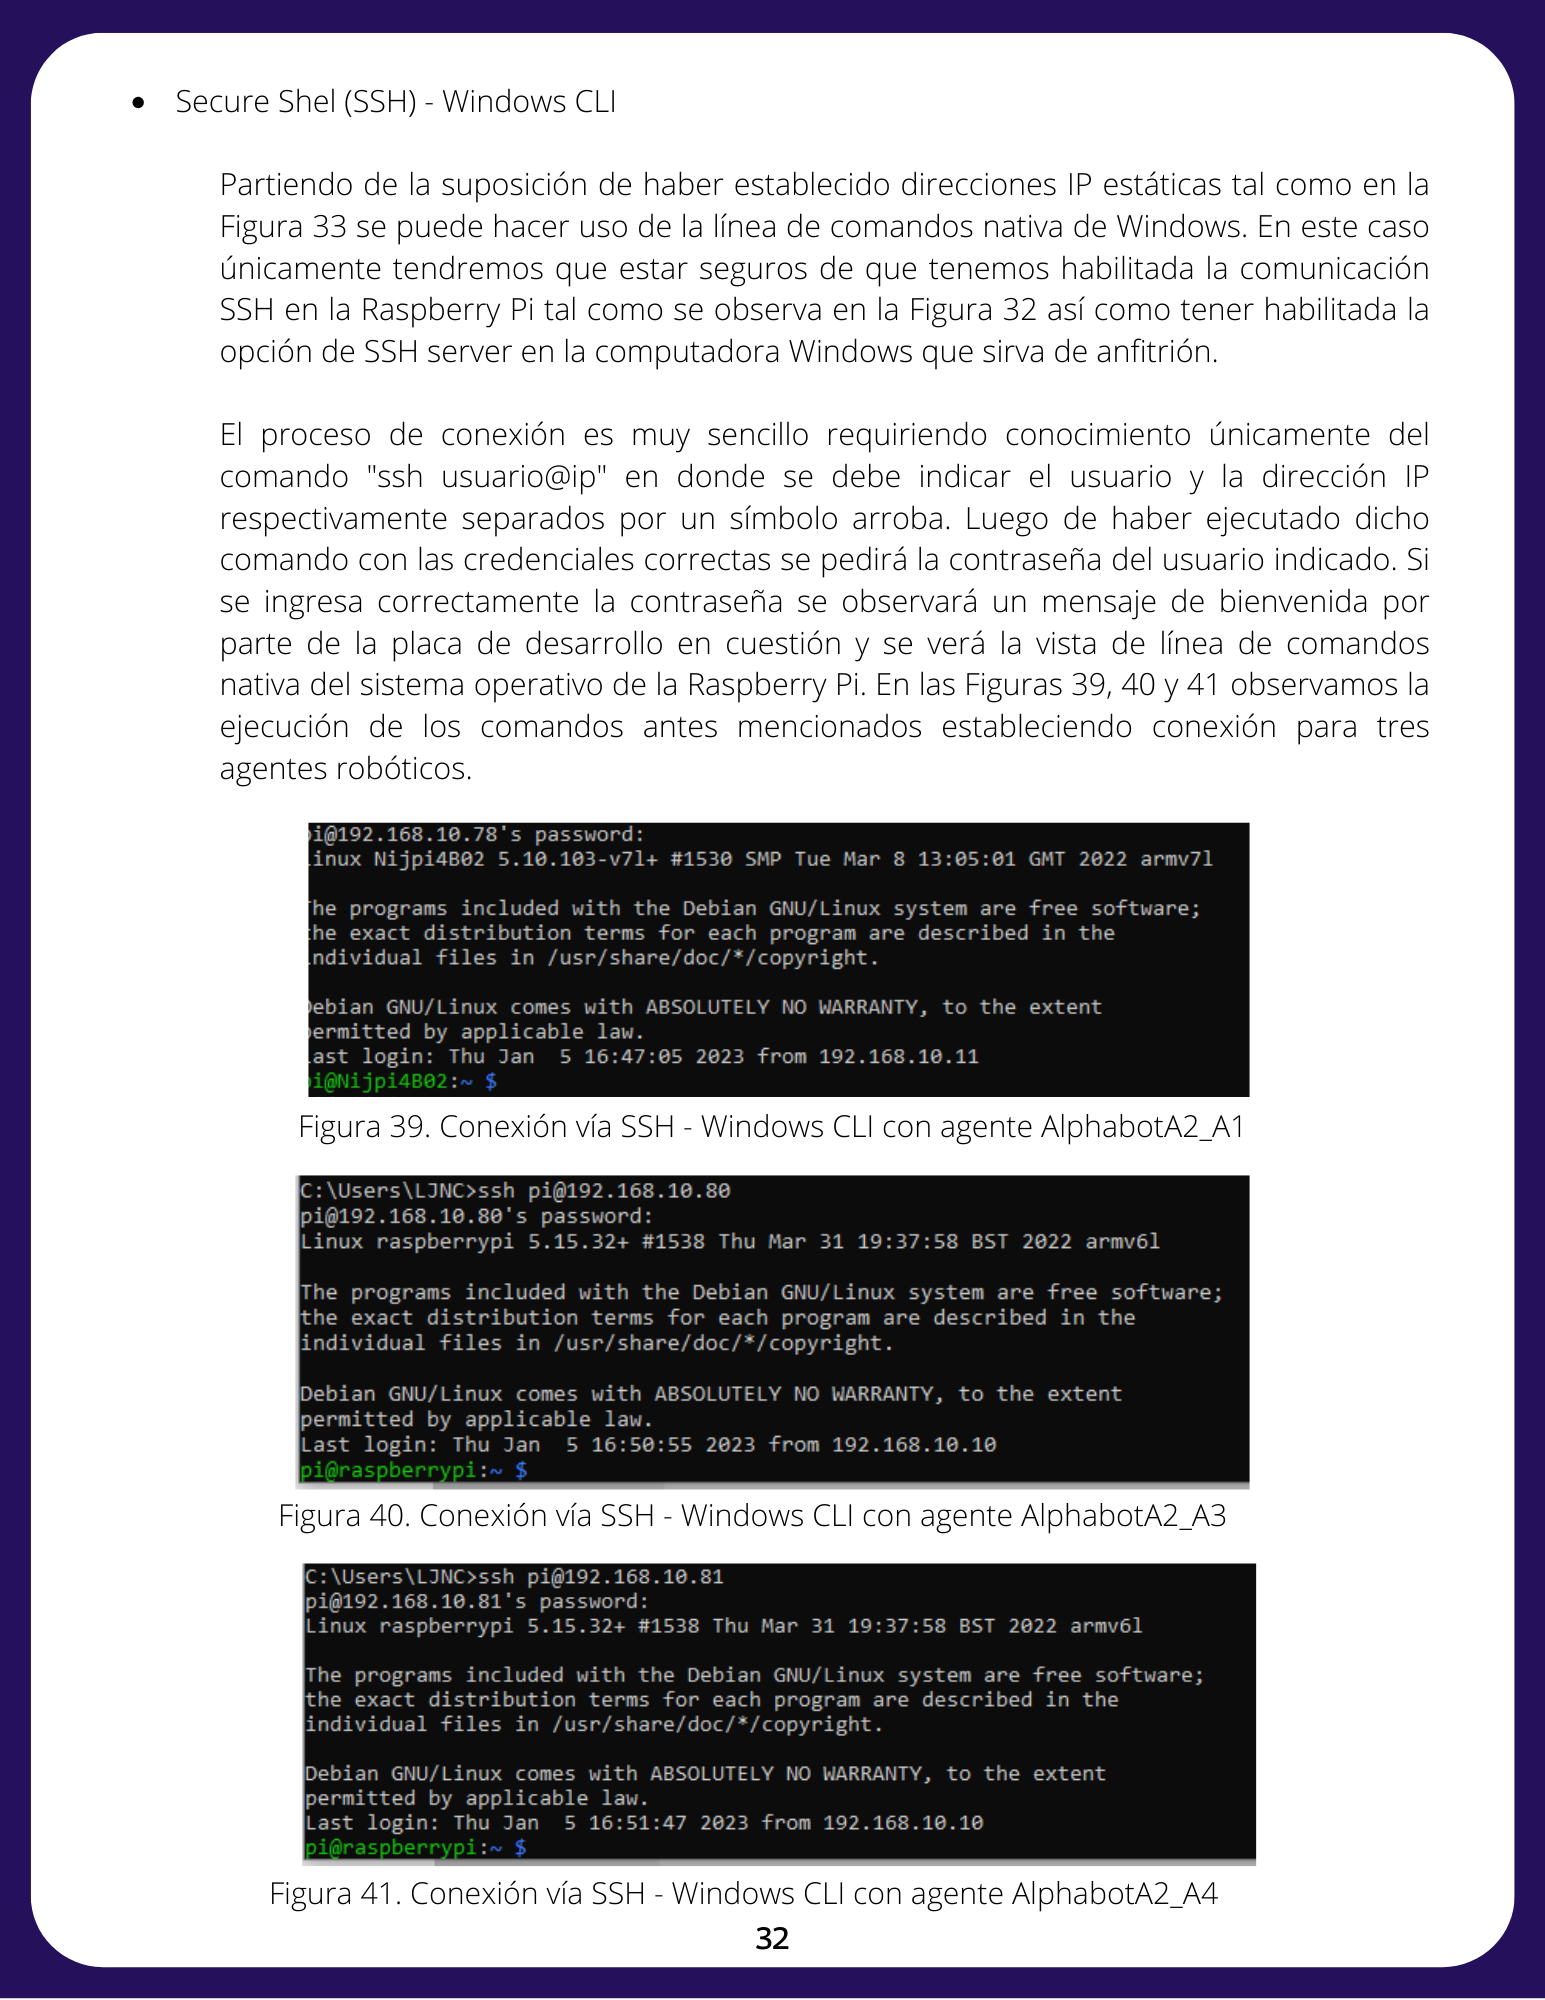 • Secure Shel (SSH) - Windows CLI
Partiendo de la suposición de haber establecido direcciones IP estáticas tal como en la
Figura 33 se puede hacer uso de la línea de comandos nativa de Windows. En este caso
únicamente tendremos que estar seguros de que tenemos habilitada la comunicación
SSH en la Raspberry Pi tal como se observa en la Figura 32 así como tener habilitada la
opción de SSH server en la computadora Windows que sirva de anfitrión.
El proceso de conexión es muy sencillo requiriendo conocimiento únicamente del
comando "ssh usuario@ip" en donde se debe indicar el usuario y la dirección IP
respectivamente separados por un símbolo arroba. Luego de haber ejecutado dicho
comando con las credenciales correctas se pedirá la contraseña del usuario indicado. Si
se ingresa correctamente la contraseña se observará un mensaje de bienvenida por
parte de la placa de desarrollo en cuestión y se verá la vista de línea de comandos
nativa del sistema operativo de la Raspberry Pi. En las Figuras 39, 40 y 41 observamos la
ejecución de los comandos antes mencionados estableciendo conexión para tres
agentes robóticos.
pi@192.168.10.78's password:
inux Nijpi4B02 5.10.103-v7l+ #1530 SMP Tue Mar 8 13:05:01 GMT 2022 armv7l
he programs included with the Debian GNU/Linux system are free software;
the exact distribution terms for each program are described in the
ndividual files in /usr/share/doc/*/copyright.
ebian GNU/Linux comes with ABSOLUTELY NO WARRANTY, to the extent
permitted by applicable law.
ast login: Thu Jan  5 16:47:05 2023 from 192.168.10.11
pi@Nijpi4B02:~ $
Figura 39. Conexión vía SSH - Windows CLI con agente AlphabotA2_A1
C:\Users\LJNC>ssh pi@192.168.10.80
pi@192.168.10.80's password:
Linux raspberrypi 5.15.32+ #1538 Thu Mar 31 19:37:58 BST 2022 armv6l
The programs included with the Debian GNU/Linux system are free software;
the exact distribution terms for each program are described in the
individual files in /usr/share/doc/*/copyright.
Debian GNU/Linux comes with ABSOLUTELY NO WARRANTY, to the extent
permitted by applicable law.
Last login: Thu Jan  5 16:50:55 2023 from 192.168.10.10
pi@raspberrypi:~ $
Figura 40. Conexión vía SSH - Windows CLI con agente AlphabotA2_A3
C:\Users\LJNC>ssh pi@192.168.10.81
pi@192.168.10.81's password:
Linux raspberrypi 5.15.32+ #1538 Thu Mar 31 19:37:58 BST 2022 armv6l
The programs included with the Debian GNU/Linux system are free software;
the exact distribution terms for each program are described in the
individual files in /usr/share/doc/*/copyright.
Debian GNU/Linux comes with ABSOLUTELY NO WARRANTY, to the extent
permitted by applicable law.
Last login: Thu Jan  5 16:51:47 2023 from 192.168.10.10
pi@raspberrypi:~ $
Figura 41. Conexión vía SSH - Windows CLI con agente AlphabotA2_A4
32